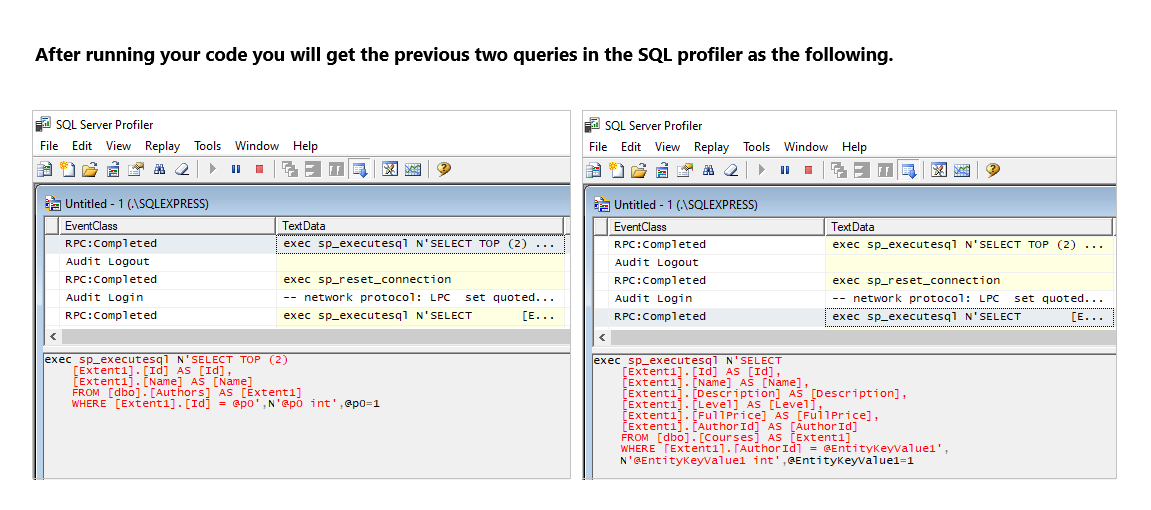 After running your code you will get the previous two queries in the SQL profiler as the following.
SQL Server Profiler
File Edit View Replay Tools Window Help
Untitled - 1 (.\SQLEXPRESS)
EventClass TextData
RPC:Completed exec sp_executesql N'SELECT TOP (2) ...
Audit Logout
RPC:Completed exec sp_reset_connection
Audit Login -- network protocol: LPC set quoted...
RPC:Completed exec sp_executesql N'SELECT [E...
exec sp_executesql N'SELECT TOP (2)
[Extent1].[Id] AS [Id],
[Extent1].[Name] AS [Name]
FROM [dbo].[Authors] AS [Extent1]
WHERE [Extent1].[Id] = @p0',N'@p0 int',@p0=1
SQL Server Profiler
File Edit View Replay Tools Window Help
Untitled - 1 (.\SQLEXPRESS)
EventClass TextData
RPC:Completed exec sp_executesql N'SELECT TOP (2) ...
Audit Logout
RPC:Completed exec sp_reset_connection
Audit Login -- network protocol: LPC set quoted...
RPC:Completed exec sp_executesql N'SELECT [E...
exec sp_executesql N'SELECT
[Extent1].[Id] AS [Id],
[Extent1].[Name] AS [Name],
[Extent1].[Description] AS [Description],
[Extent1].[Level] AS [Level],
[Extent1].[FullPrice] AS [FullPrice],
[Extent1].[AuthorId] AS [AuthorId]
FROM [dbo].[Courses] AS [Extent1]
WHERE [Extent1].[AuthorId] = @EntityKeyValue1',
N'@EntityKeyValue1 int',@EntityKeyValue1=1